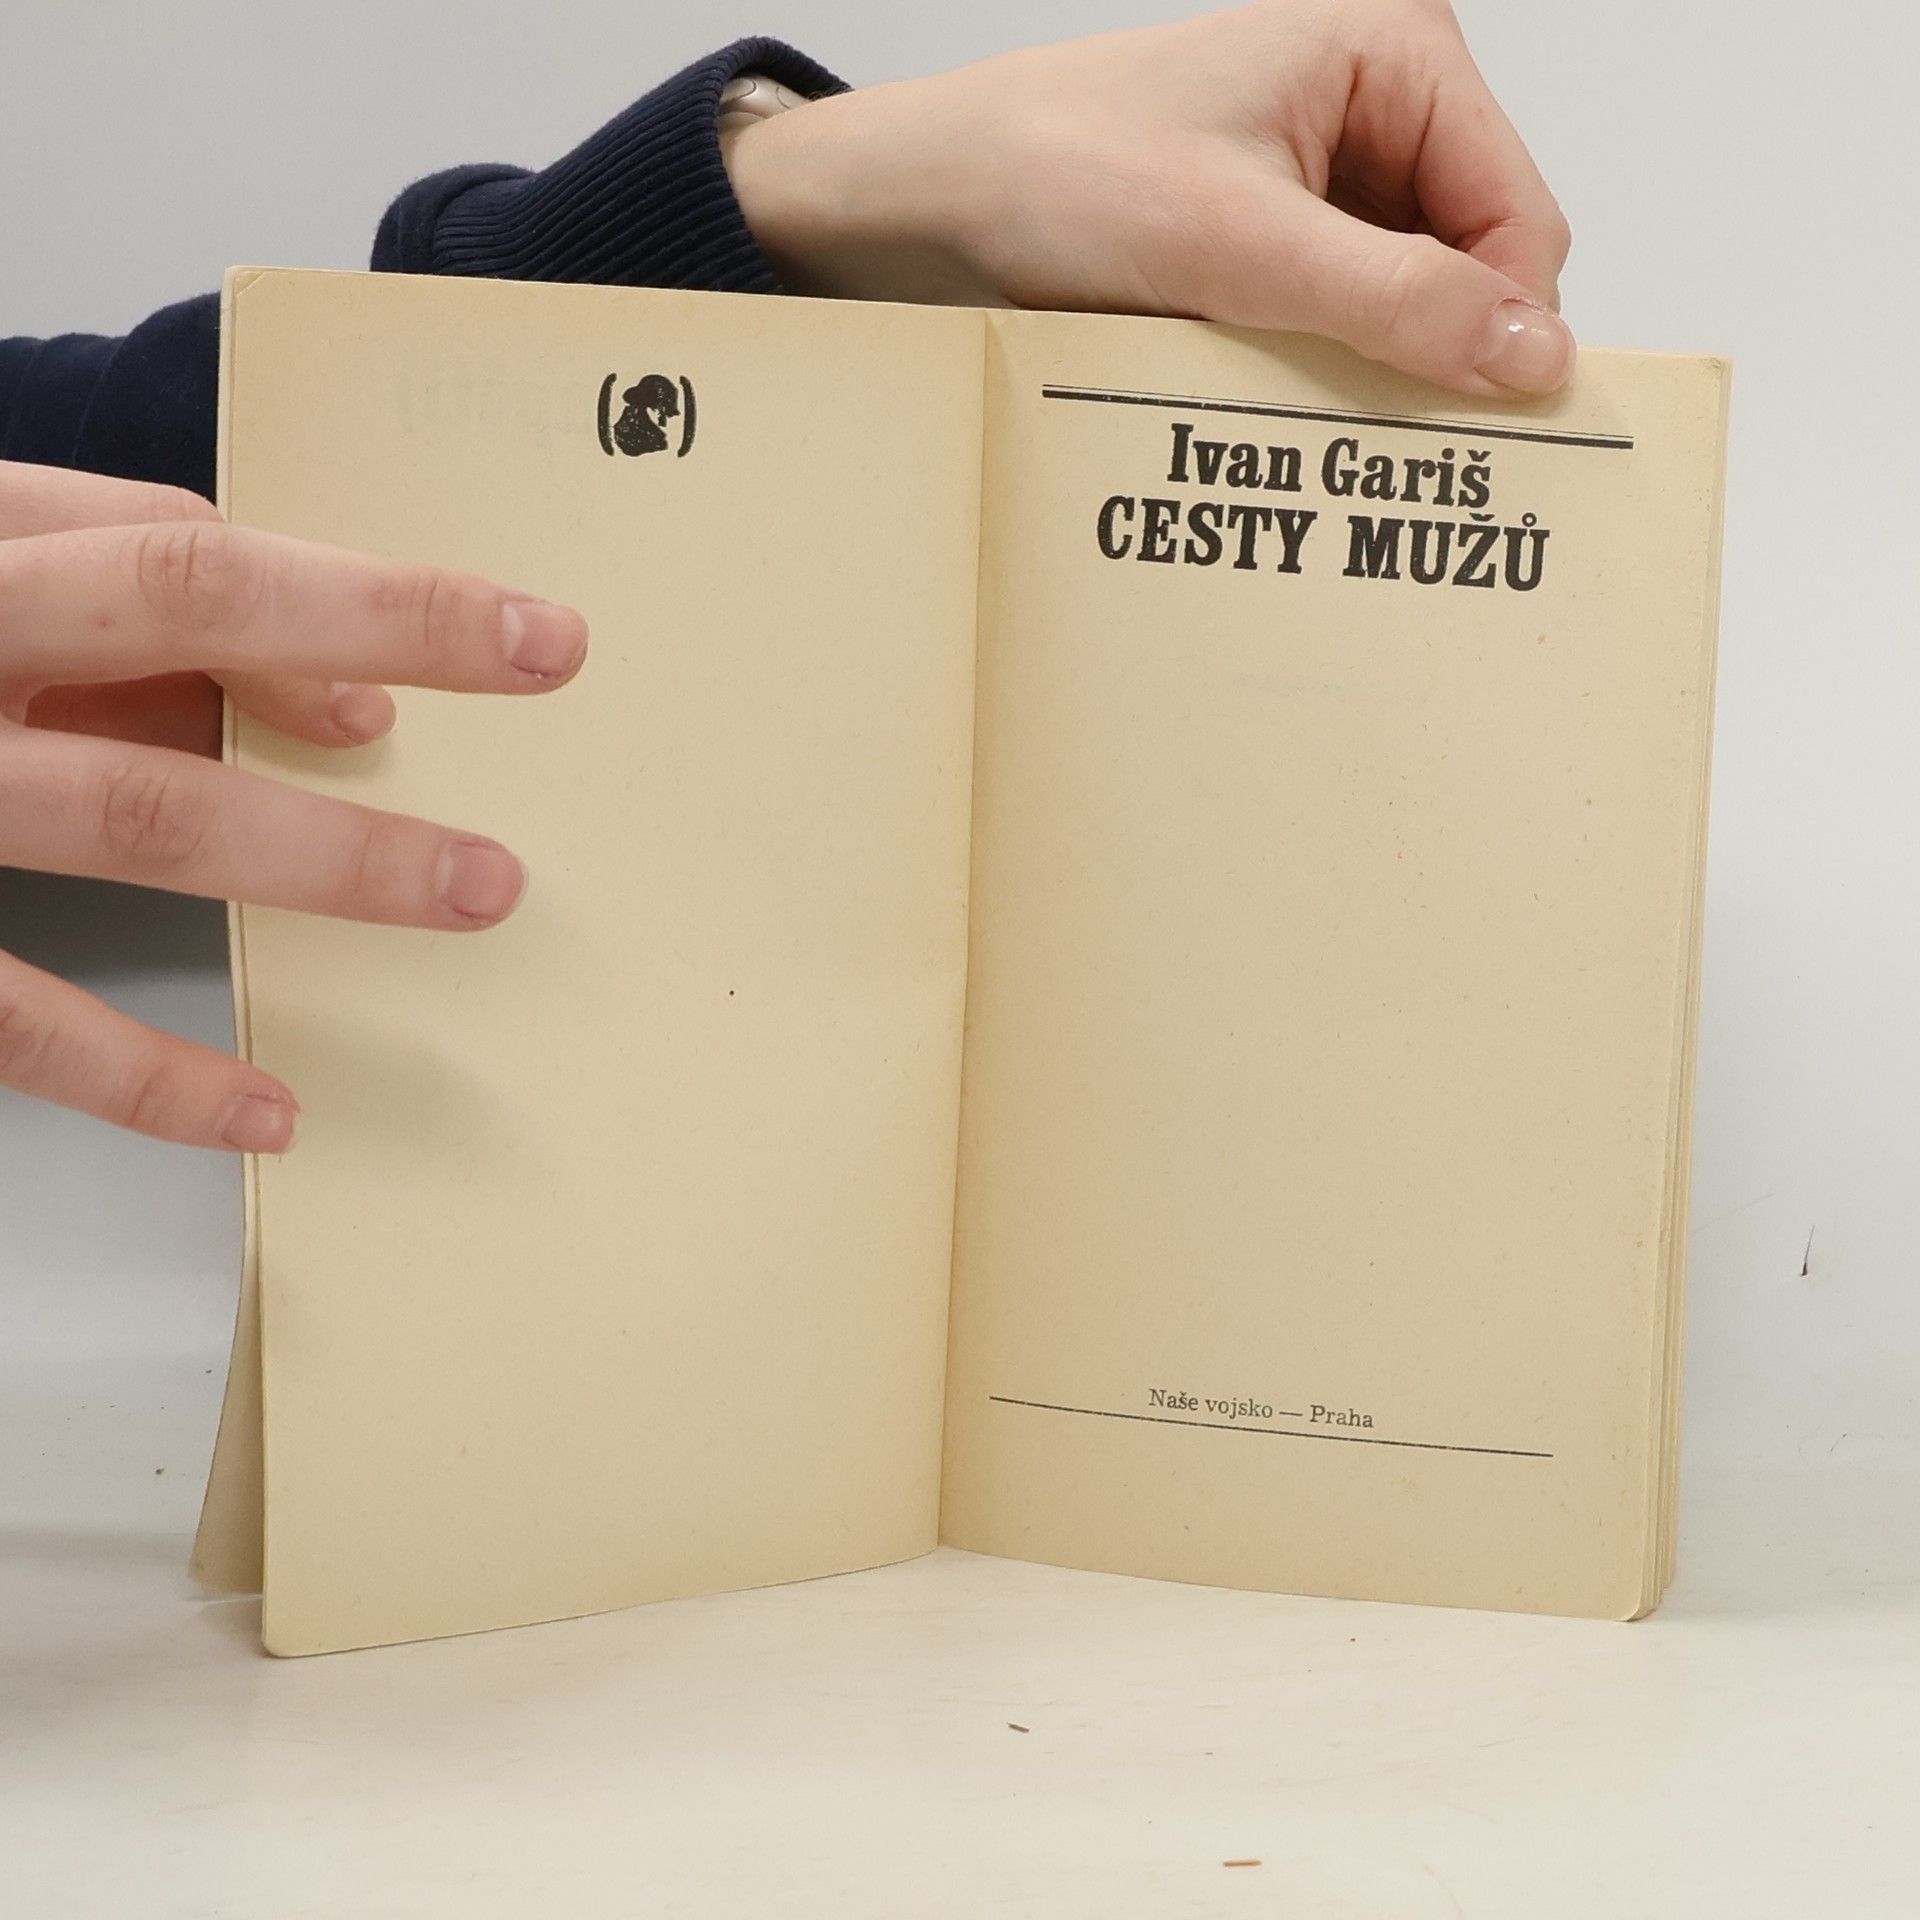 Ivan Gariš
CESTY MUŽŮ
Naše vojsko — Praha